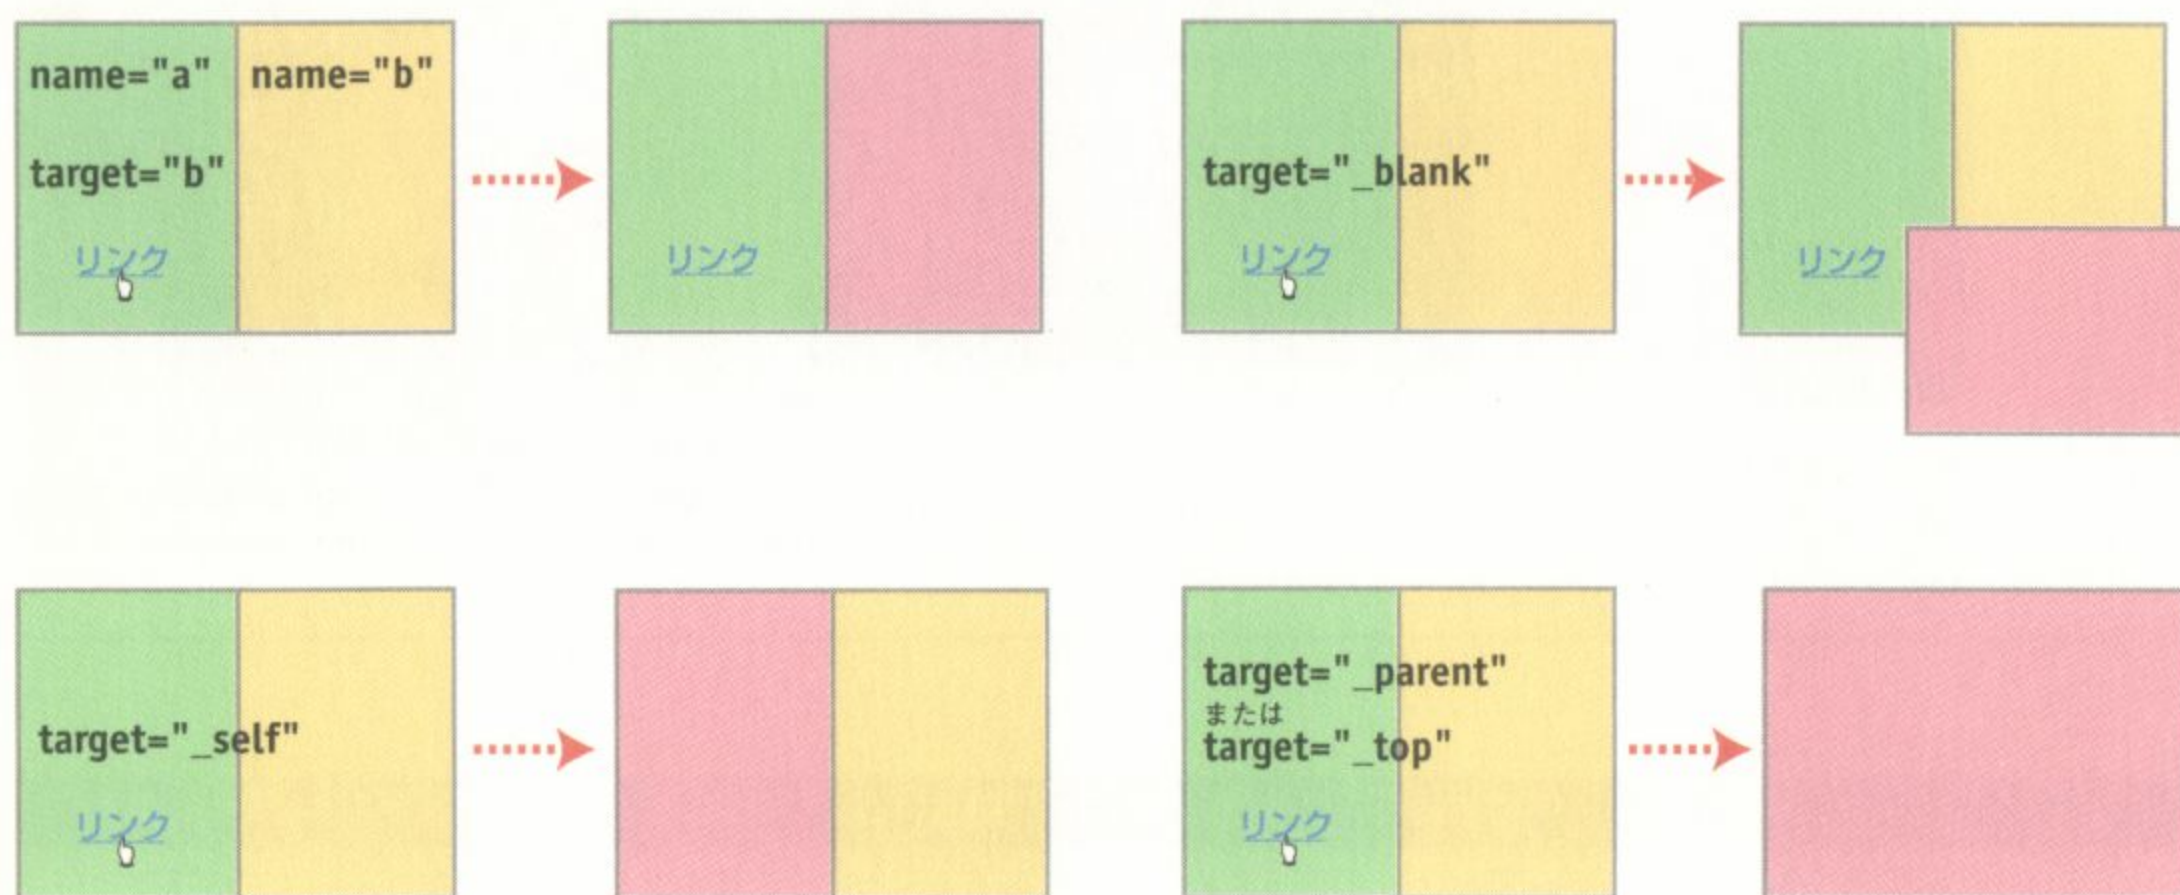 name="a"
name="b"
target="b"
リンク
リンク
target="_blank"
リンク
リンク
target="_self"
リンク
target="_parent"
または
target="_top"
リンク